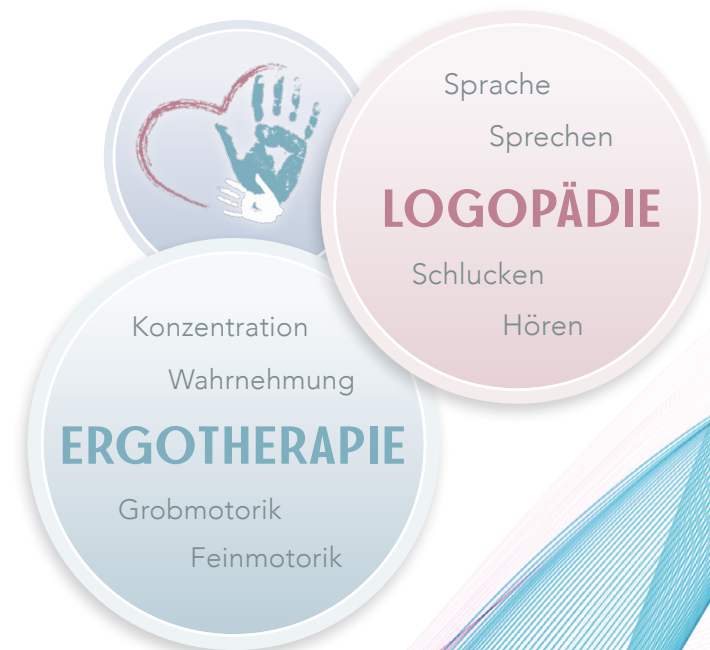 Sprache
Sprechen
LOGOPÄDIE
Schlucken
Hören
Konzentration
Wahrnehmung
ERGOTHERAPIE
Grobmotorik
Feinmotorik